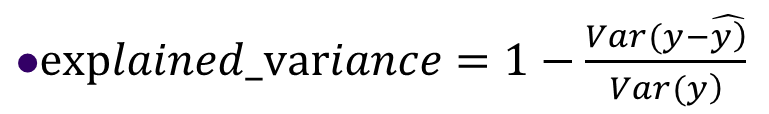 •explained_variance = 1 − Var(y−ŷ) / Var(y)